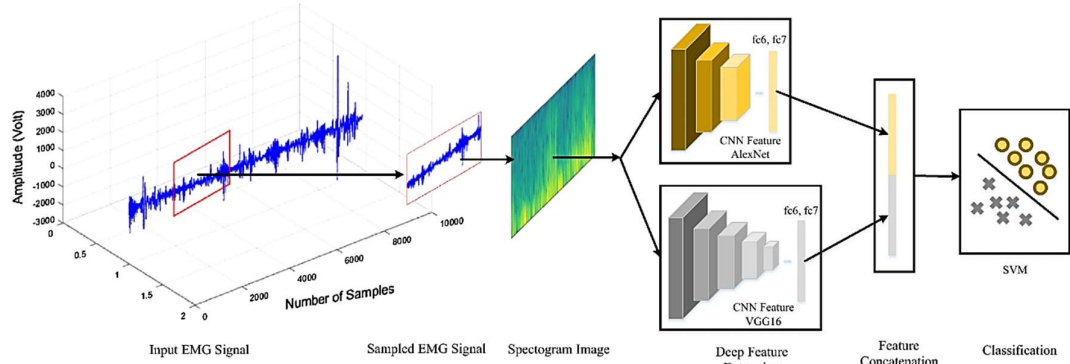 4000
3000
2000
1000
0
-1000
-2000
-3000
Amplitude (Volt)
0
0.5
1
1.5
2
0
2000
4000
6000
8000
10000
Number of Samples
fc6, fc7
CNN Feature
AlexNet
fc6, fc7
CNN Feature
VGG16
SVM
Input EMG Signal
Sampled EMG Signal
Spectogram Image
Deep Feature
Feature
Concatenation
Classification